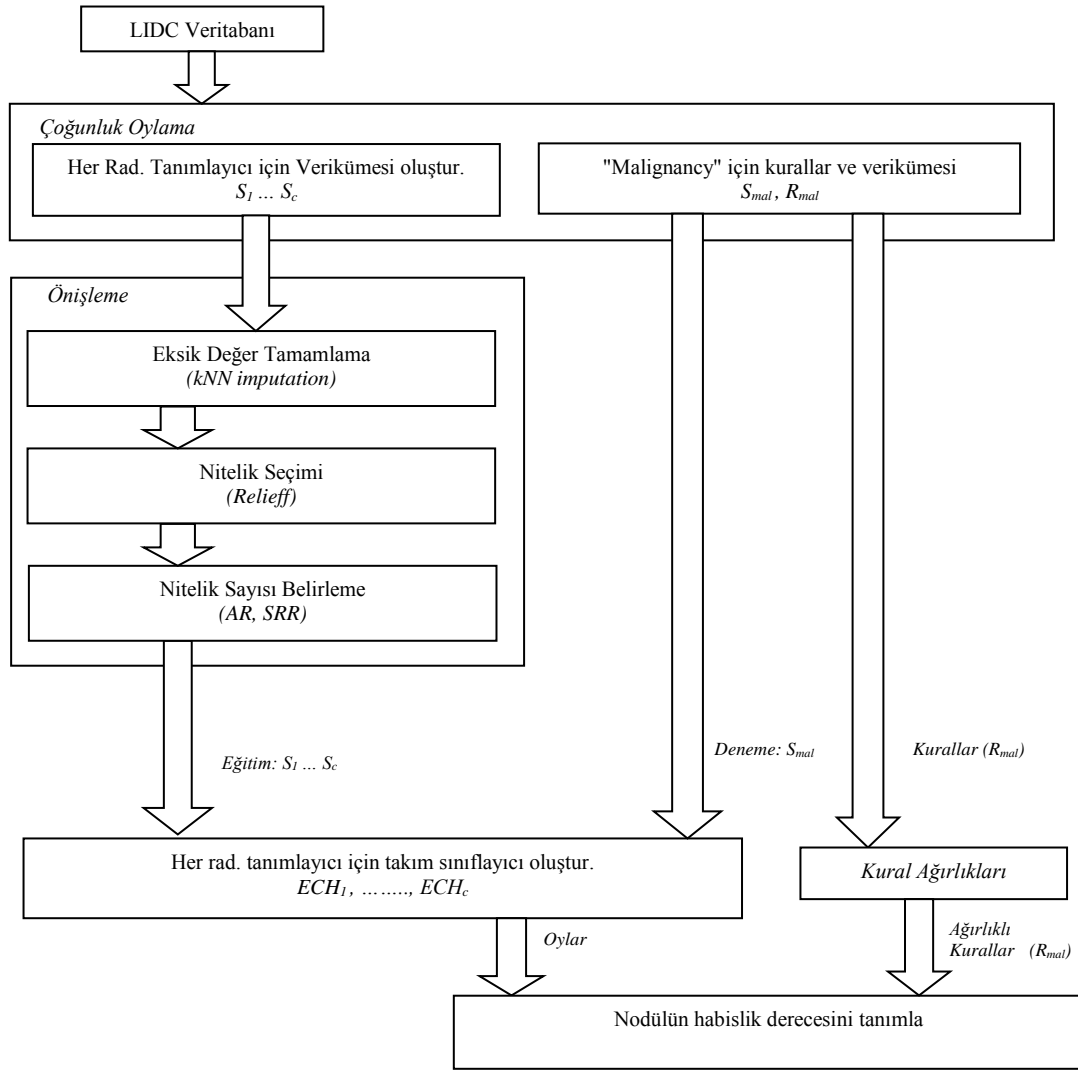 LIDC Veritabanı
Çoğunluk Oylama
Her Rad. Tanımlayıcı için Verikümesi oluştur.
S1 ... Sc
"Malignancy" için kurallar ve verikümesi
Smal , Rmal
Önişleme
Eksik Değer Tamamlama
(kNN imputation)
Nitelik Seçimi
(Relieff)
Nitelik Sayısı Belirleme
(AR, SRR)
Eğitim: S1 ... Sc
Deneme: Smal
Kurallar (Rmal)
Her rad. tanımlayıcı için takım sınıflayıcı oluştur.
ECH1 , …….., ECHc
Kural Ağırlıkları
Oylar
Ağırlıklı
Kurallar (Rmal)
Nodülün habislik derecesini tanımla